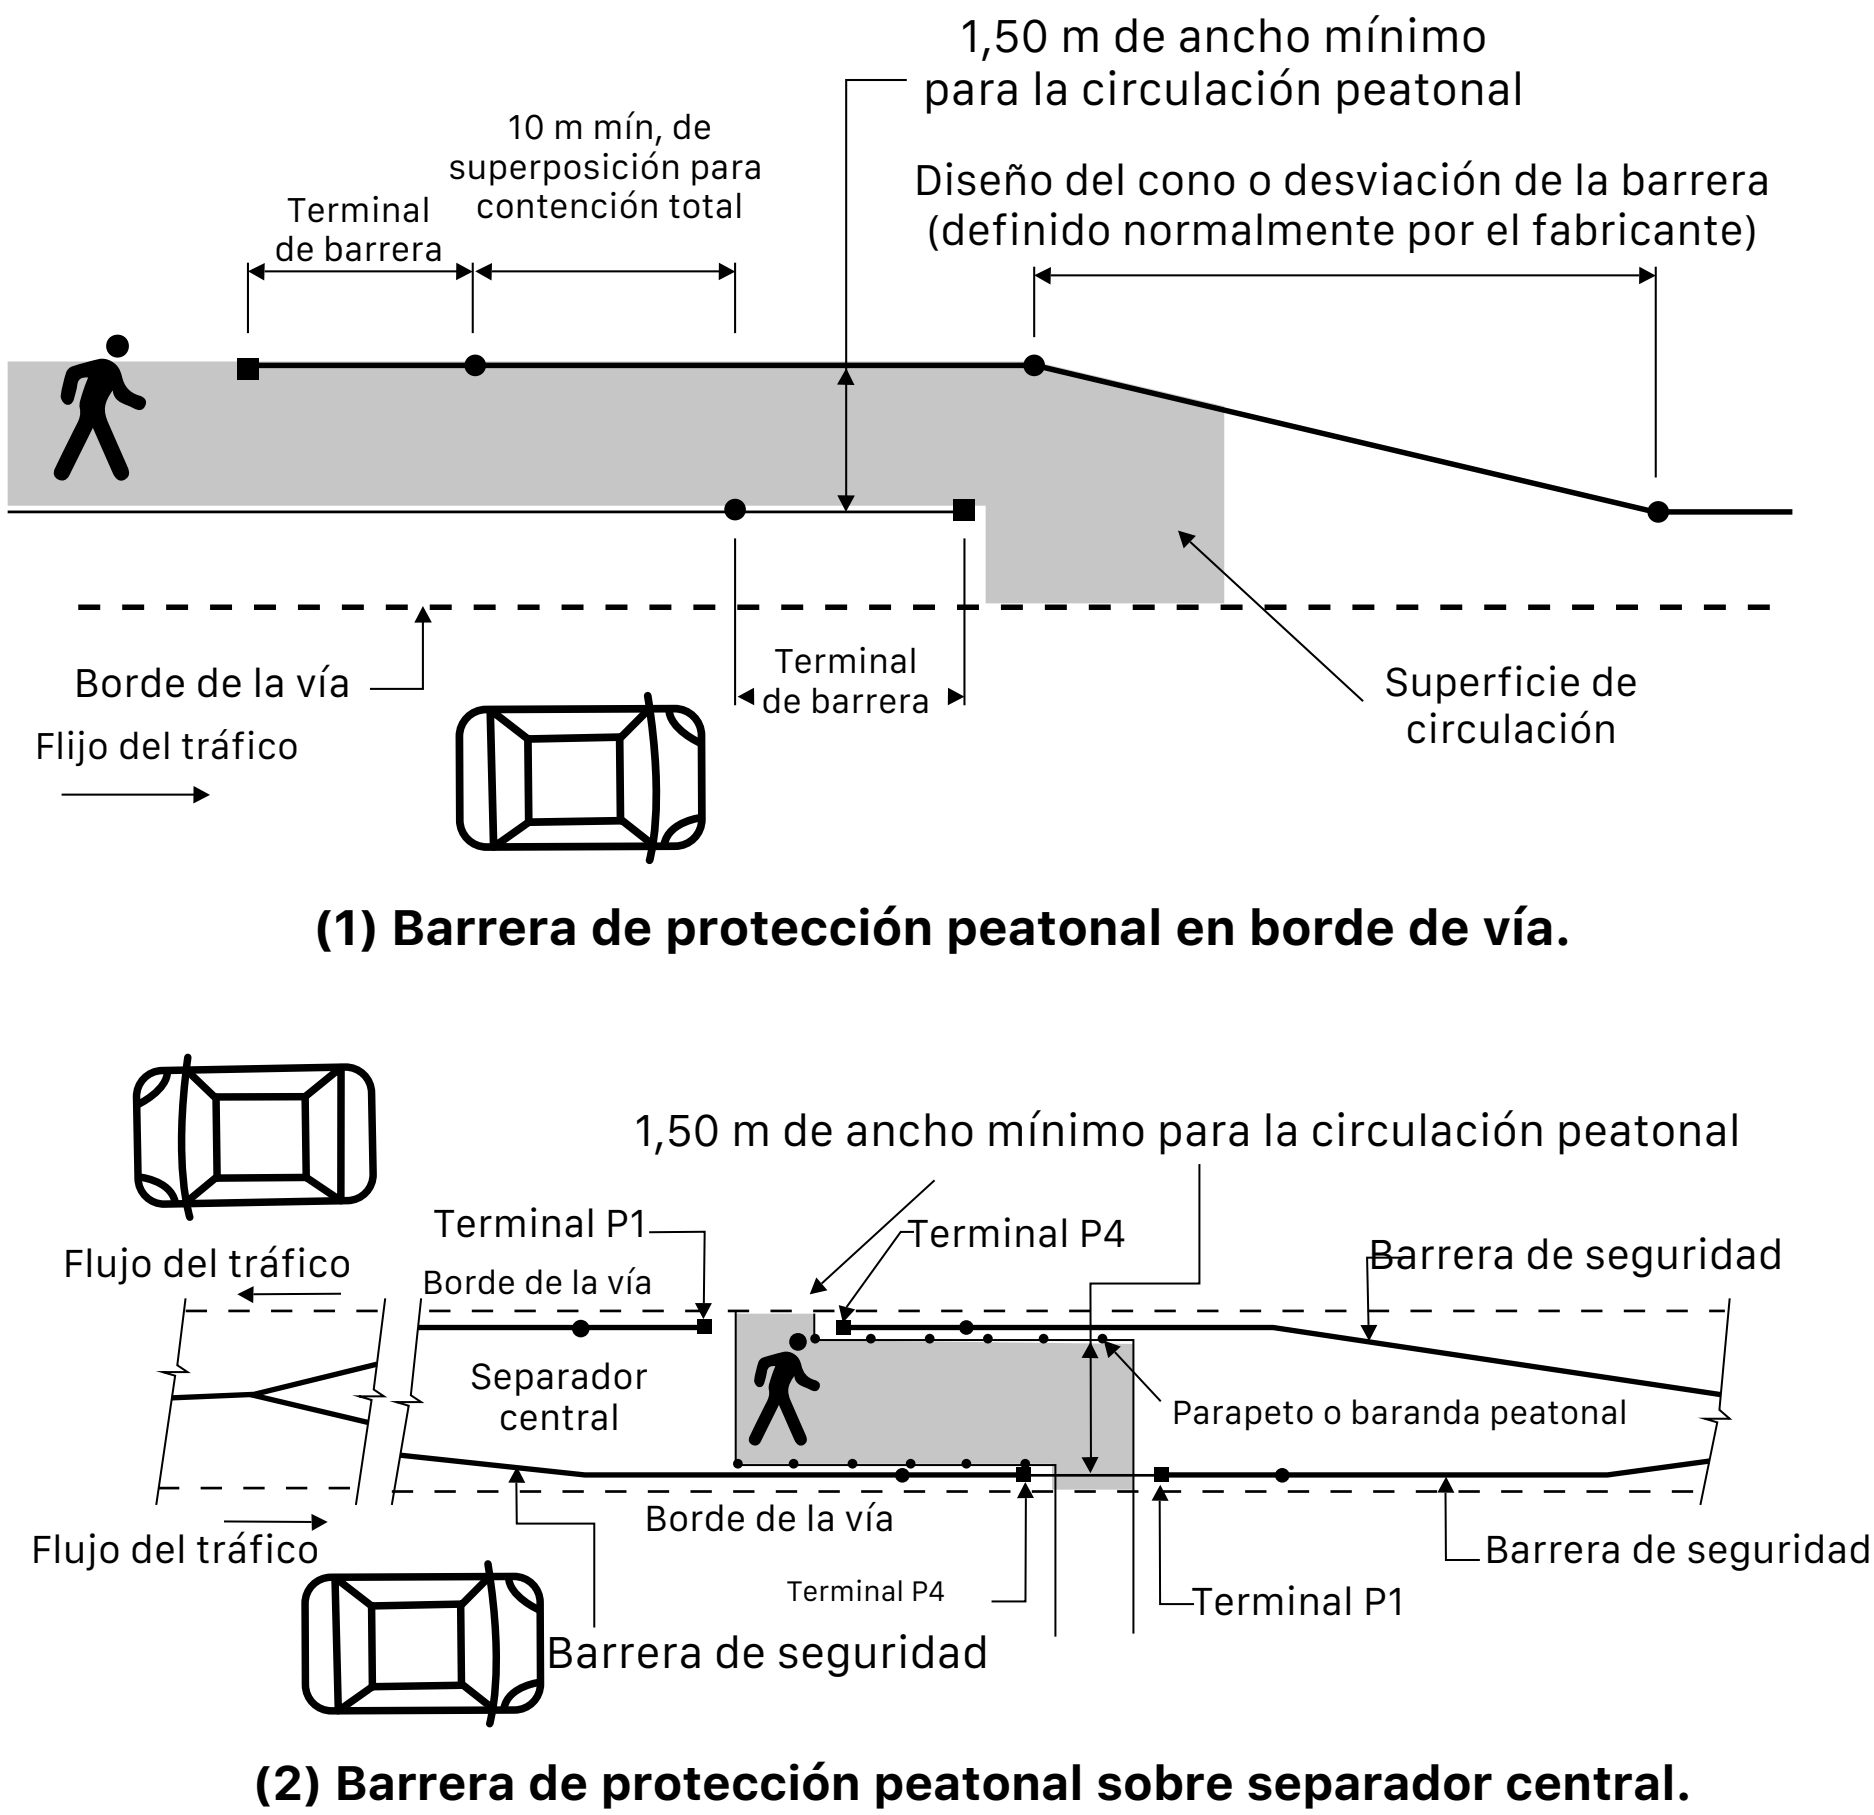 1,50 m de ancho mínimo
para la circulación peatonal
10 m mín, de
superposición para
contención total
Terminal
de barrera
Diseño del cono o desviación de la barrera
(definido normalmente por el fabricante)
Borde de la vía
Flijo del tráfico
Terminal
de barrera
Superficie de
circulación
(1) Barrera de protección peatonal en borde de vía.
1,50 m de ancho mínimo para la circulación peatonal
Terminal P1
Terminal P4
Barrera de seguridad
Flujo del tráfico
Borde de la vía
Separador
central
Parapeto o baranda peatonal
Borde de la vía
Flujo del tráfico
Barrera de seguridad
Terminal P4
Terminal P1
Barrera de seguridad
(2) Barrera de protección peatonal sobre separador central.